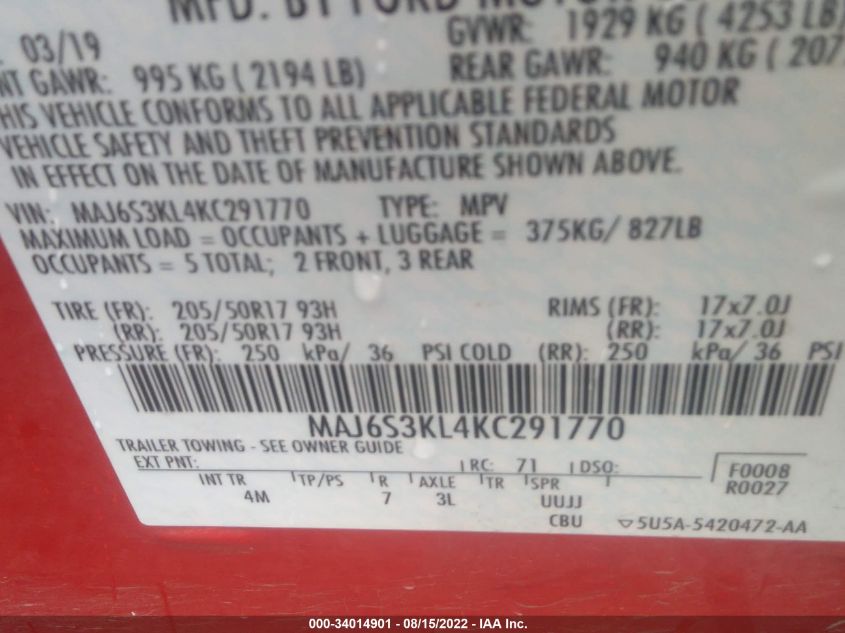 MFD. BY FORD MOTOR
03/19 GVWR: 1929 KG ( 4253 LB)
NT GAWR: 995 KG ( 2194 LB) REAR GAWR: 940 KG ( 207
HIS VEHICLE CONFORMS TO ALL APPLICABLE FEDERAL MOTOR
VEHICLE SAFETY AND THEFT PREVENTION STANDARDS
IN EFFECT ON THE DATE OF MANUFACTURE SHOWN ABOVE.
VIN: MAJ6S3KL4KC291770 TYPE: MPV
MAXIMUM LOAD = OCCUPANTS + LUGGAGE = 375KG/ 827LB
OCCUPANTS = 5 TOTAL; 2 FRONT, 3 REAR
TIRE (FR): 205/50R17 93H RIMS (FR): 17x7.0J
(RR): 205/50R17 93H (RR): 17x7.0J
PRESSURE (FR): 250 kPa/ 36 PSI COLD (RR): 250 kPa/ 36 PSI
MAJ6S3KL4KC291770
TRAILER TOWING - SEE OWNER GUIDE
EXT PNT: RC: 71 DSO: F0008
INT TR TP/PS R AXLE TR SPR R0027
4M 7 3L UUJJ
CBU 5U5A-5420472-AA
000-34014901 - 08/15/2022 - IAA Inc.